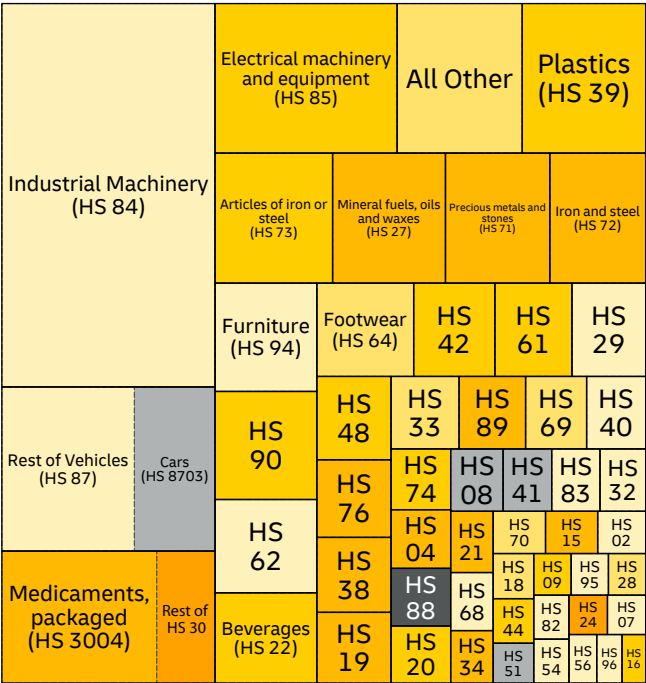 Industrial Machinery
(HS 84)
Electrical machinery
and equipment
(HS 85)
All Other
Plastics
(HS 39)
Articles of iron or
steel
(HS 73)
Mineral fuels, oils
and waxes
(HS 27)
Precious metals and
stones
(HS 71)
Iron and steel
(HS 72)
Furniture
(HS 94)
Footwear
(HS 64)
HS
42
HS
61
HS
29
Rest of Vehicles
(HS 87)
Cars
(HS 8703)
HS
90
HS
48
HS
33
HS
89
HS
69
HS
40
HS
76
HS
74
HS
08
HS
41
HS
83
HS
32
HS
62
HS
38
HS
04
HS
21
HS
70
HS
15
HS
02
Medicaments,
packaged
(HS 3004)
Rest of
HS 30
Beverages
(HS 22)
HS
19
HS
88
HS
68
HS
18
HS
09
HS
95
HS
28
HS
20
HS
34
HS
44
HS
82
HS
24
HS
07
HS
51
HS
54
HS
56
HS
96
HS
16